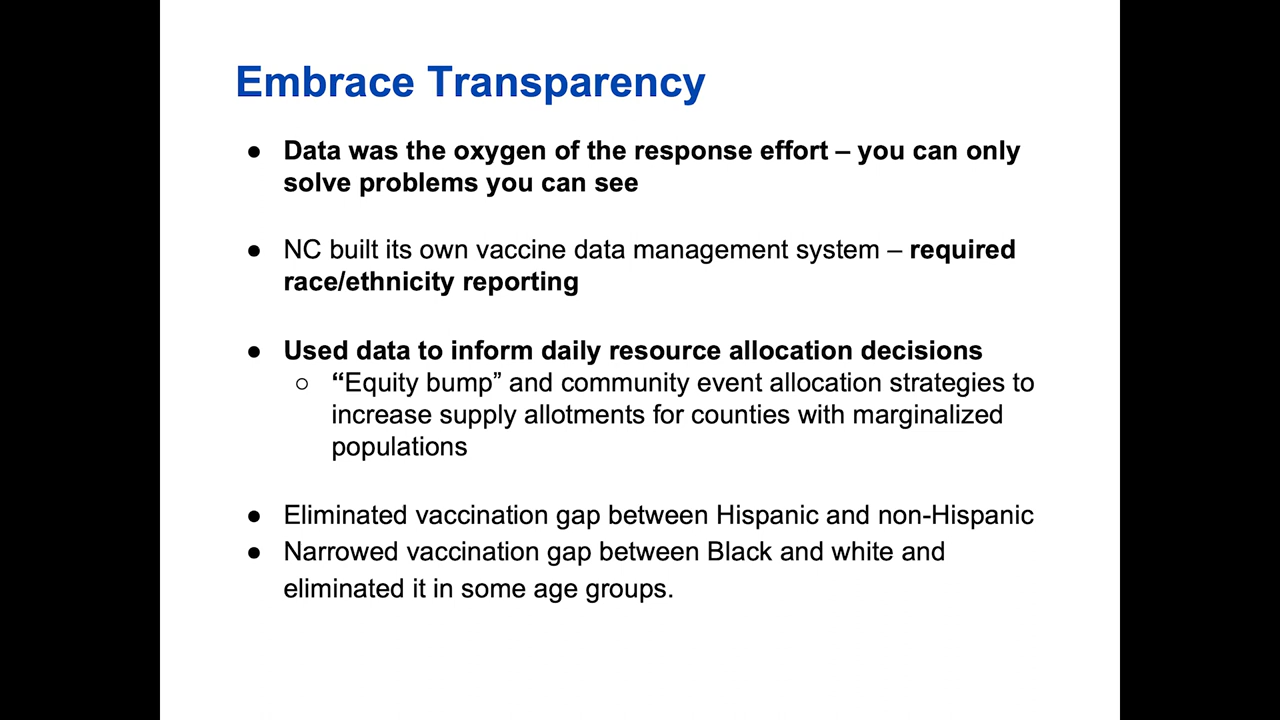 Embrace Transparency
● Data was the oxygen of the response effort – you can only
solve problems you can see
● NC built its own vaccine data management system – required
race/ethnicity reporting
● Used data to inform daily resource allocation decisions
○ “Equity bump” and community event allocation strategies to
increase supply allotments for counties with marginalized
populations
● Eliminated vaccination gap between Hispanic and non-Hispanic
● Narrowed vaccination gap between Black and white and
eliminated it in some age groups.